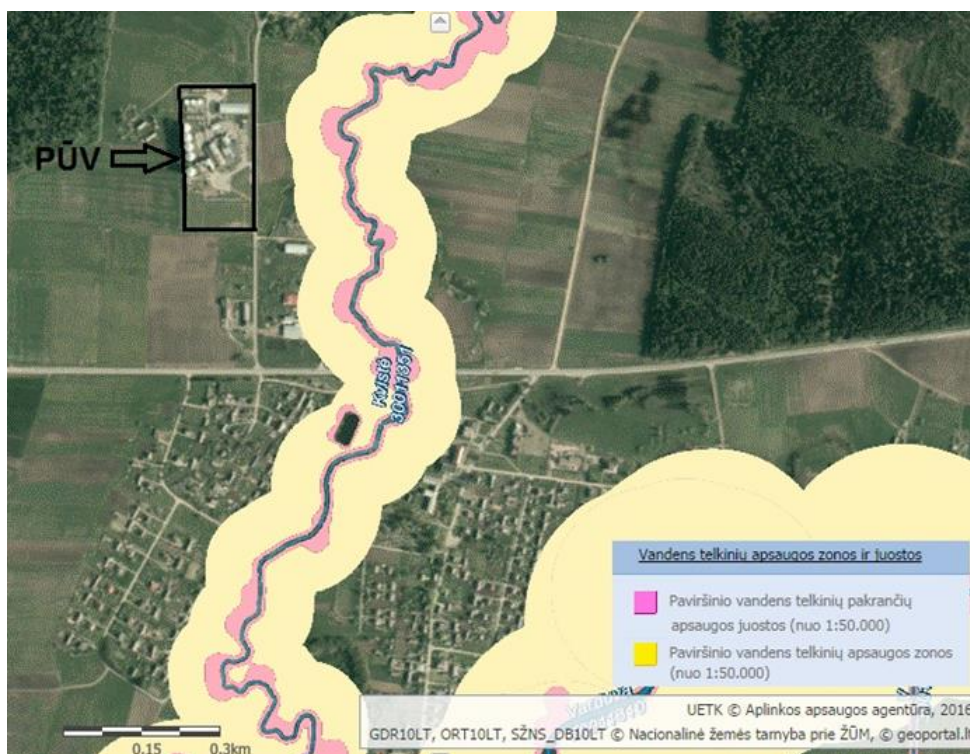 PŪV
Kvistė
30011351
Vandens telkinių apsaugos zonos ir juostos
Paviršinio vandens telkinių pakrančių
apsaugos juostos (nuo 1:50.000)
Paviršinio vandens telkinių apsaugos zonos
(nuo 1:50.000)
UETK © Aplinkos apsaugos agentūra, 2016
0.15 0.3km
GDR10LT, ORT10LT, SŽNS_DB10LT © Nacionalinė žemės tarnyba prie ŽŪM, © geoportal.l